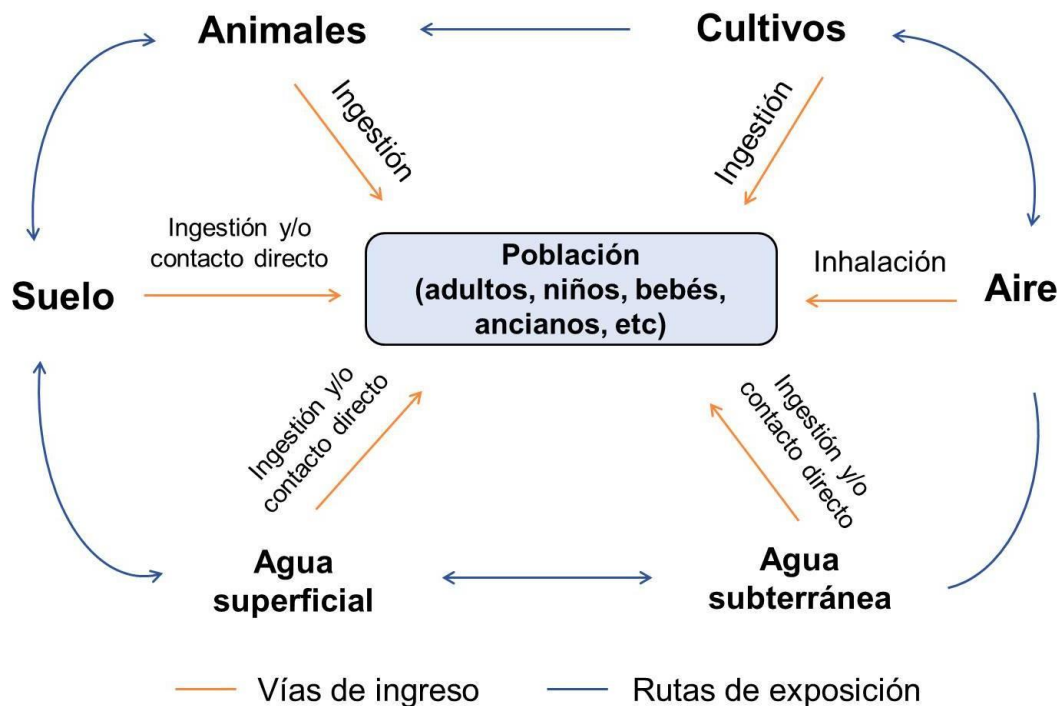 Animales
Cultivos
Ingestión
Ingestión
Ingestión y/o
contacto directo
Población
(adultos, niños, bebés,
ancianos, etc)
Inhalación
Suelo
Aire
Ingestión y/o
contacto directo
Ingestión y/o
contacto directo
Agua
superficial
Agua
subterránea
Vías de ingreso
Rutas de exposición